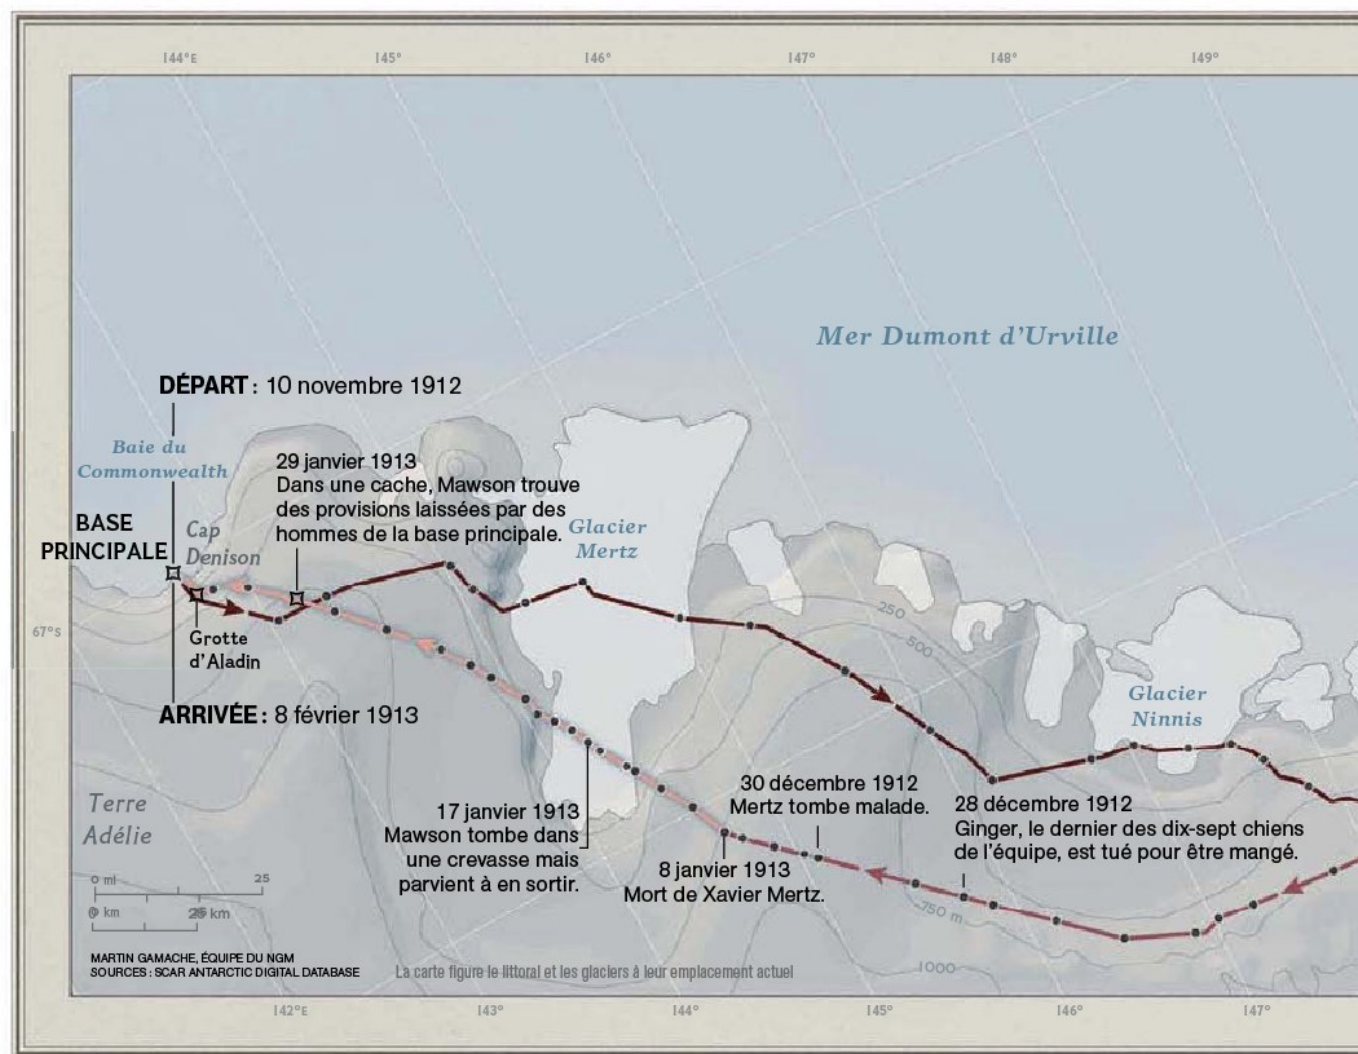 144°E 145° 146° 147° 148° 149°
Mer Dumont d'Urville
DÉPART : 10 novembre 1912
Baie du
Commonwealth
29 janvier 1913
Dans une cache, Mawson trouve
des provisions laissées par des
hommes de la base principale.
BASE
PRINCIPALE
Cap
Denison
Glacier
Mertz
250
500
67°S
Grotte
d'Aladin
ARRIVÉE : 8 février 1913
Glacier
Ninnis
Terre
Adélie
17 janvier 1913
Mawson tombe dans
une crevasse mais
parvient à en sortir.
30 décembre 1912
Mertz tombe malade.
28 décembre 1912
Ginger, le dernier des dix-sept chiens
de l'équipe, est tué pour être mangé.
8 janvier 1913
Mort de Xavier Mertz.
750 m
1000
0 mi 25
0 km 25 km
MARTIN GAMACHE, ÉQUIPE DU NGM
SOURCES : SCAR ANTARCTIC DIGITAL DATABASE
La carte figure le littoral et les glaciers à leur emplacement actuel
142°E 143° 144° 145° 146° 147°